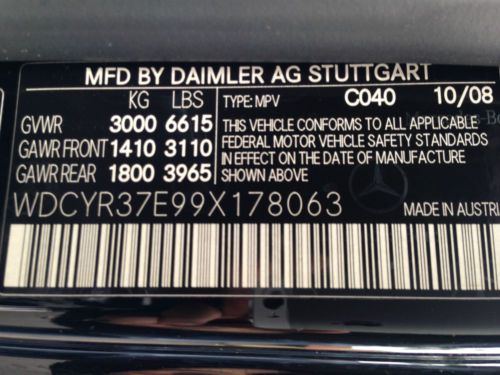 MFD BY DAIMLER AG STUTTGART
KG LBS TYPE: MPV C040 10/08
GVWR 3000 6615 THIS VEHICLE CONFORMS TO ALL APPLICABLE
GAWR FRONT 1410 3110 FEDERAL MOTOR VEHICLE SAFETY STANDARDS
IN EFFECT ON THE DATE OF MANUFACTURE
GAWR REAR 1800 3965 SHOWN ABOVE
WDCYR37E99X178063 MADE IN AUSTRI